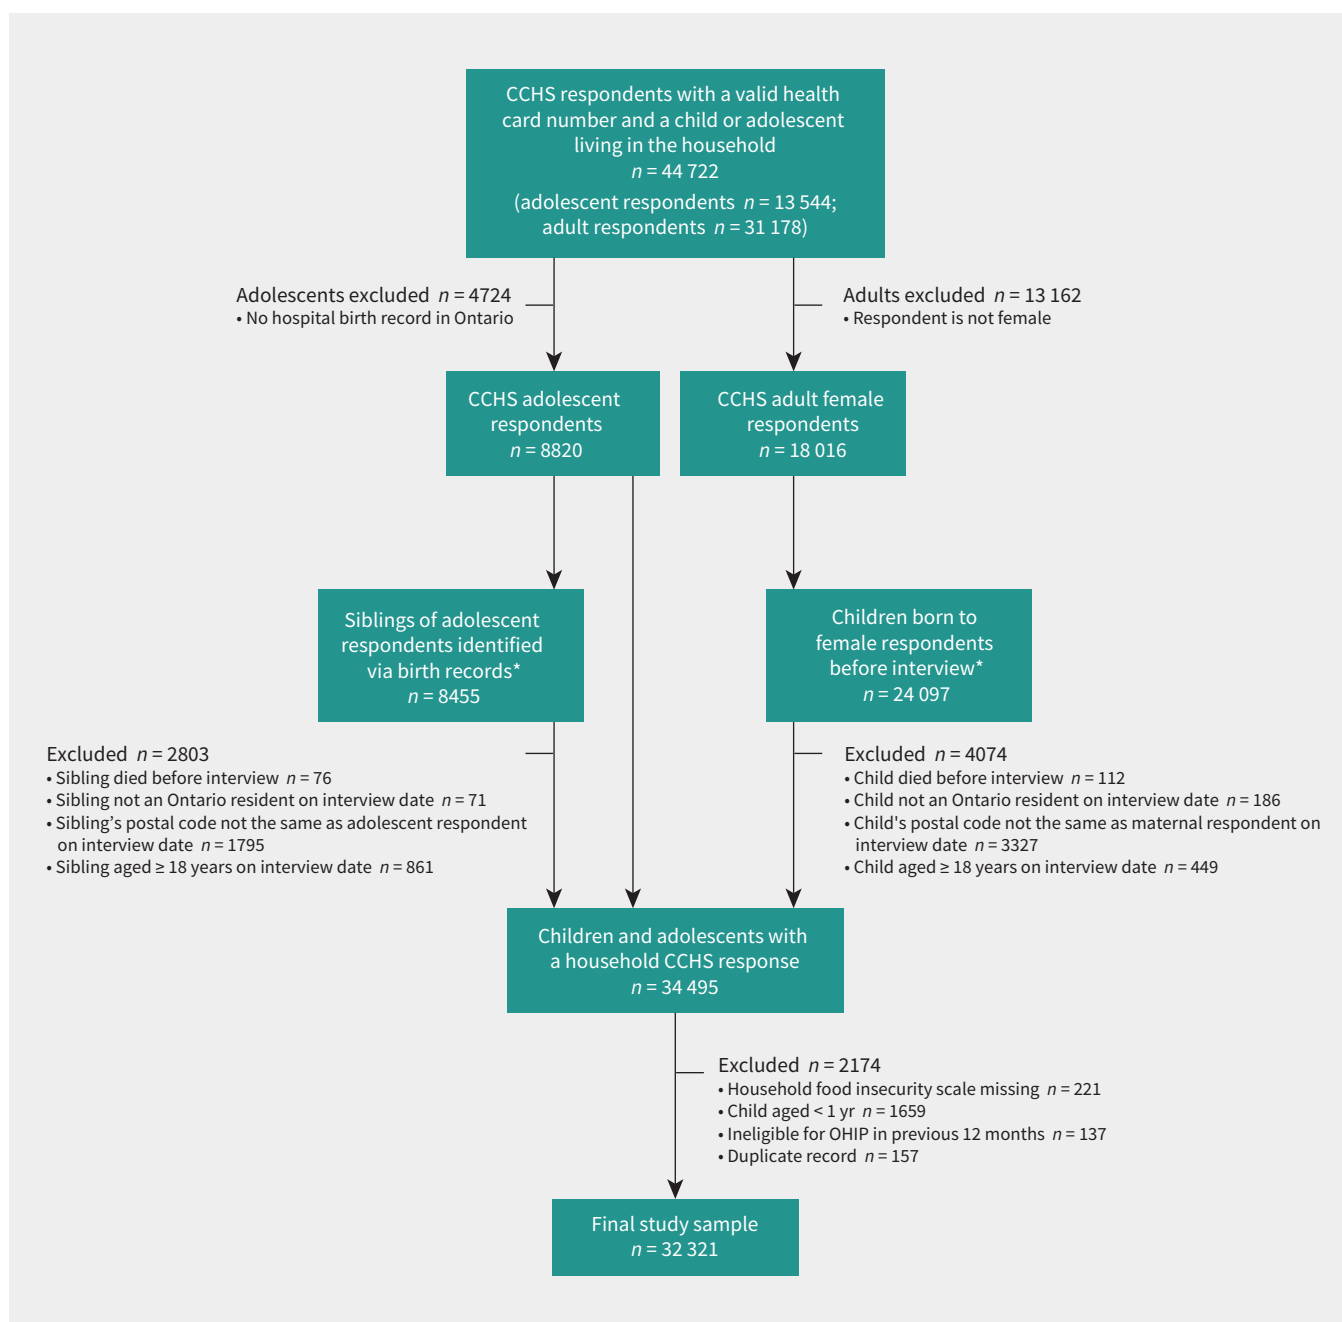 CCHS respondents with a valid health
card number and a child or adolescent
living in the household
n = 44 722
(adolescent respondents n = 13 544;
adult respondents n = 31 178)
Adolescents excluded n = 4724
• No hospital birth record in Ontario
Adults excluded n = 13 162
• Respondent is not female
CCHS adolescent
respondents
n = 8820
CCHS adult female
respondents
n = 18 016
Siblings of adolescent
respondents identified
via birth records*
n = 8455
Children born to
female respondents
before interview*
n = 24 097
Excluded n = 2803
• Sibling died before interview n = 76
• Sibling not an Ontario resident on interview date n = 71
• Sibling’s postal code not the same as adolescent respondent
on interview date n = 1795
• Sibling aged ≥ 18 years on interview date n = 861
Excluded n = 4074
• Child died before interview n = 112
• Child not an Ontario resident on interview date n = 186
• Child's postal code not the same as maternal respondent on
interview date n = 3327
• Child aged ≥ 18 years on interview date n = 449
Children and adolescents with
a household CCHS response
n = 34 495
Excluded n = 2174
• Household food insecurity scale missing n = 221
• Child aged < 1 yr n = 1659
• Ineligible for OHIP in previous 12 months n = 137
• Duplicate record n = 157
Final study sample
n = 32 321